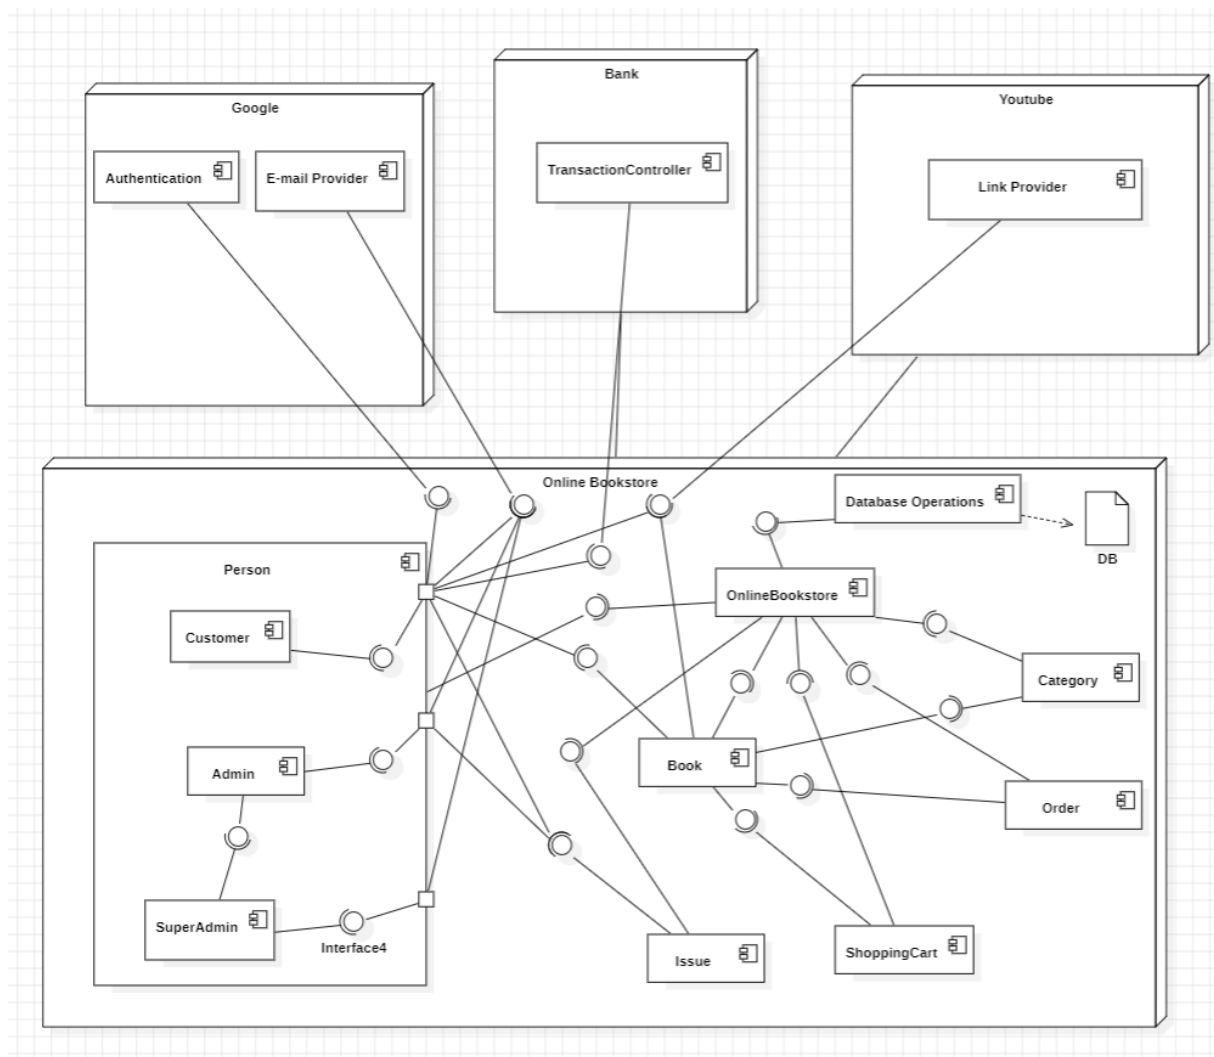 Google
Bank
Youtube
Authentication
E-mail Provider
TransactionController
Link Provider
Online Bookstore
Database Operations
DB
Person
OnlineBookstore
Customer
Category
Book
Admin
Order
SuperAdmin
Interface4
Issue
ShoppingCart